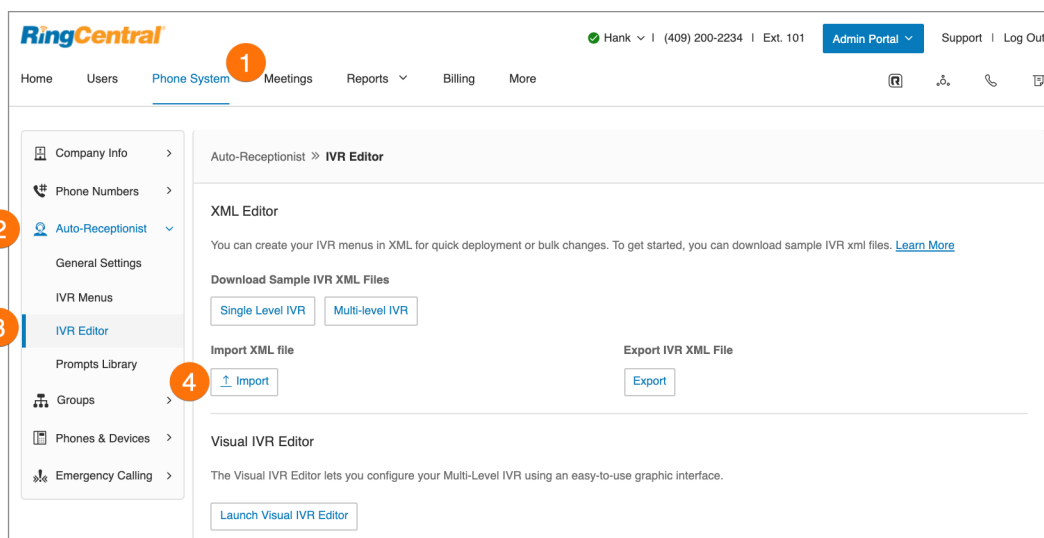 RingCentral
Hank | (409) 200-2234 | Ext. 101 Admin Portal Support | Log Out
1
Home Users Phone System Meetings Reports Billing More
Company Info
Phone Numbers
2 Auto-Receptionist
General Settings
IVR Menus
3 IVR Editor
Prompts Library
Groups
Phones & Devices
Emergency Calling
Auto-Receptionist » IVR Editor
XML Editor
You can create your IVR menus in XML for quick deployment or bulk changes. To get started, you can download sample IVR xml files. Learn More
Download Sample IVR XML Files
Single Level IVR Multi-level IVR
Import XML file Export IVR XML File
4 Import Export
Visual IVR Editor
The Visual IVR Editor lets you configure your Multi-Level IVR using an easy-to-use graphic interface.
Launch Visual IVR Editor